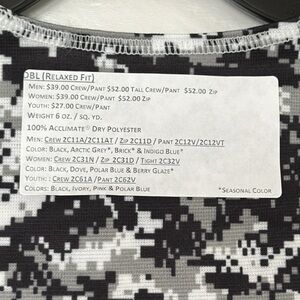 DBL (RELAXED FIT)
MEN: $39.00 CREW/PANT $52.00 TALL CREW/PANT $52.00 ZIP
WOMEN: $39.00 CREW/PANT $52.00 ZIP
YOUTH: $27.00 CREW/PANT
WEIGHT 6 OZ. / SQ. YD.
100% ACCLIMATE® DRY POLYESTER
MEN: CREW 2C11A/2C11AT / ZIP 2C11D / PANT 2C12V/2C12VT
COLOR: BLACK, ARCTIC GREY*, BRICK* & INDIGO BLUE*
WOMEN: CREW 2C31N / ZIP 2C31D / TIGHT 2C32V
COLOR: BLACK, DOVE, POLAR BLUE & BERRY GLAZE*
YOUTH : CREW 2C61A / PANT 2C62V
COLORS: BLACK, IVORY, PINK & POLAR BLUE
*SEASONAL COLOR